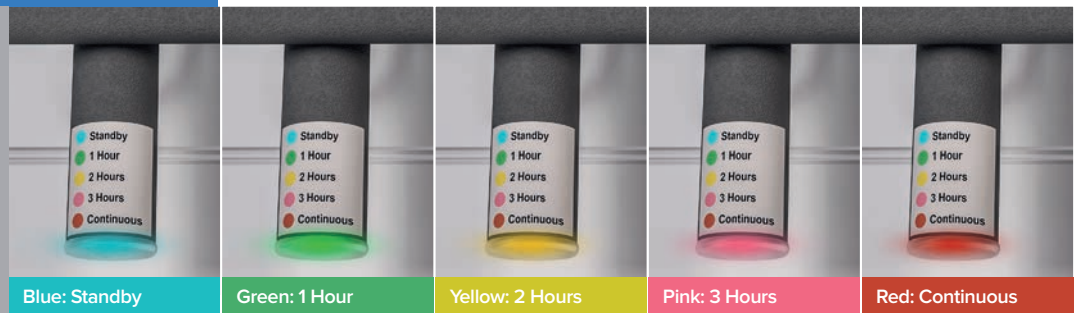 Standby
1 Hour
2 Hours
3 Hours
Continuous
Blue: Standby
Standby
1 Hour
2 Hours
3 Hours
Continuous
Green: 1 Hour
Standby
1 Hour
2 Hours
3 Hours
Continuous
Yellow: 2 Hours
Standby
1 Hour
2 Hours
3 Hours
Continuous
Pink: 3 Hours
Standby
1 Hour
2 Hours
3 Hours
Continuous
Red: Continuous